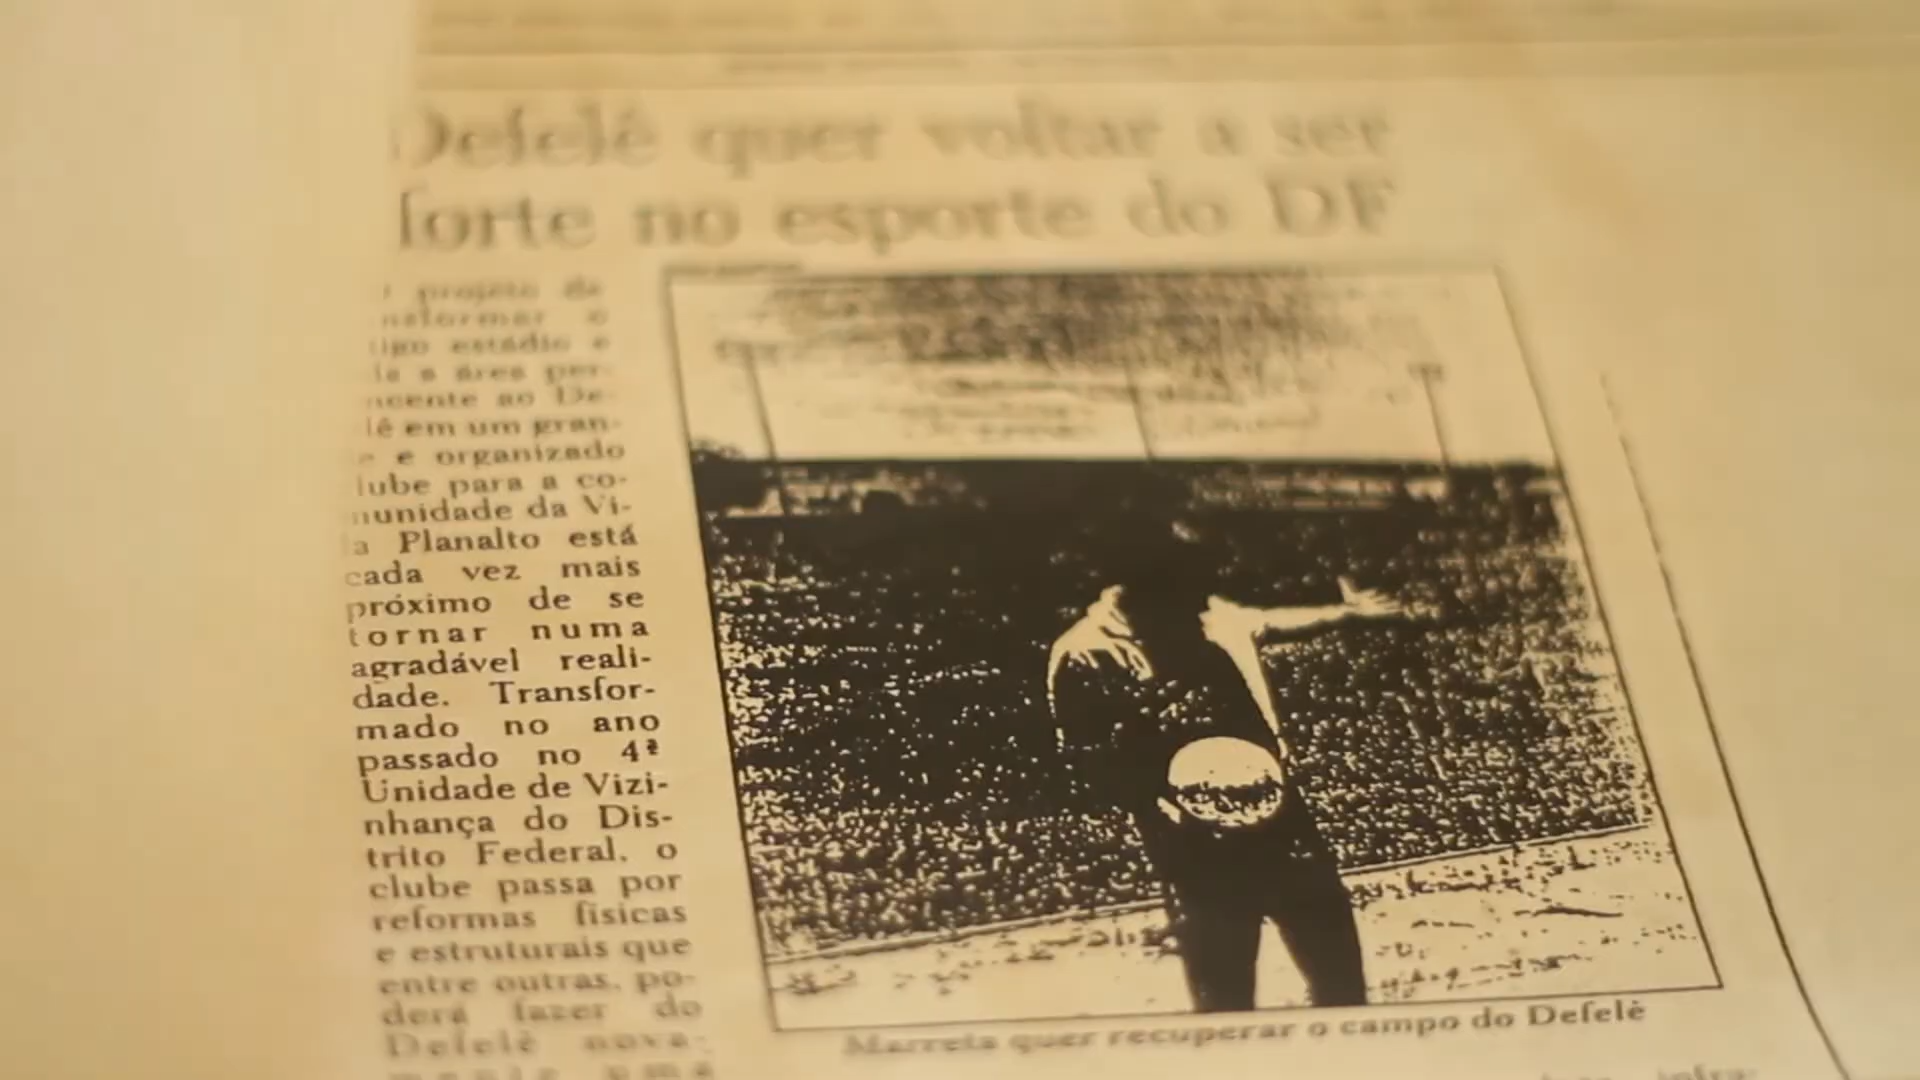 Defelê quer voltar a ser
forte no esporte do DF
projeto de
nsformar o
tigo estádio e
a área per-
ncente ao De-
lê em um gran-
e organizado
lube para a co-
munidade da Vi-
a Planalto está
cada vez mais
próximo de se
tornar numa
agradável reali-
dade. Transfor-
mado no ano
passado no 4ª
Unidade de Vizi-
nhança do Dis-
trito Federal, o
clube passa por
reformas físicas
e estruturais que
entre outras, po-
derá fazer do
Defelê nova-
mente uma
Marreta quer recuperar o campo do Defelê
infra-